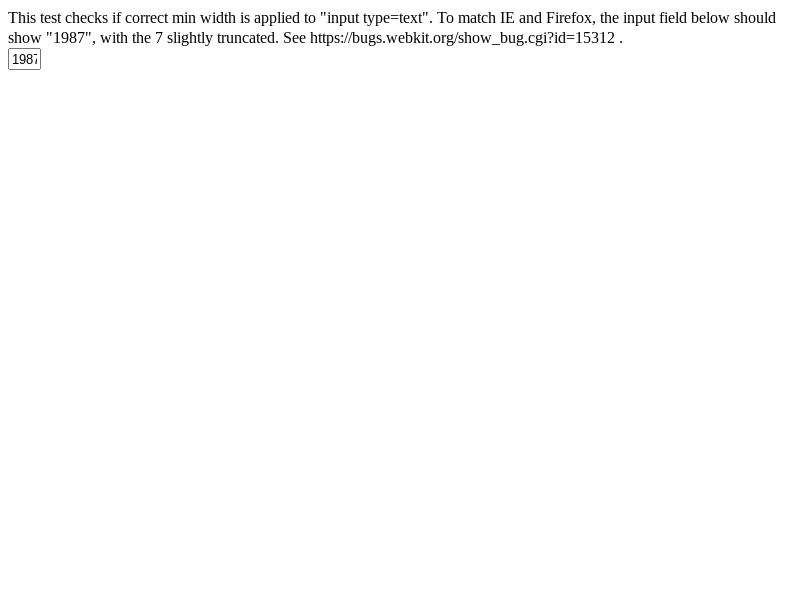 This test checks if correct min width is applied to "input type=text". To match IE and Firefox, the input field below should
show "1987", with the 7 slightly truncated. See https://bugs.webkit.org/show_bug.cgi?id=15312 .
1987